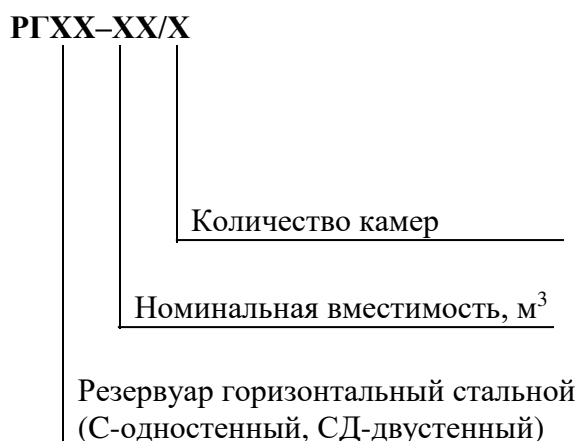 РГХХ–ХХ/Х
Количество камер
Номинальная вместимость, м³
Резервуар горизонтальный стальной
(С-одностенный, СД-двустенный)